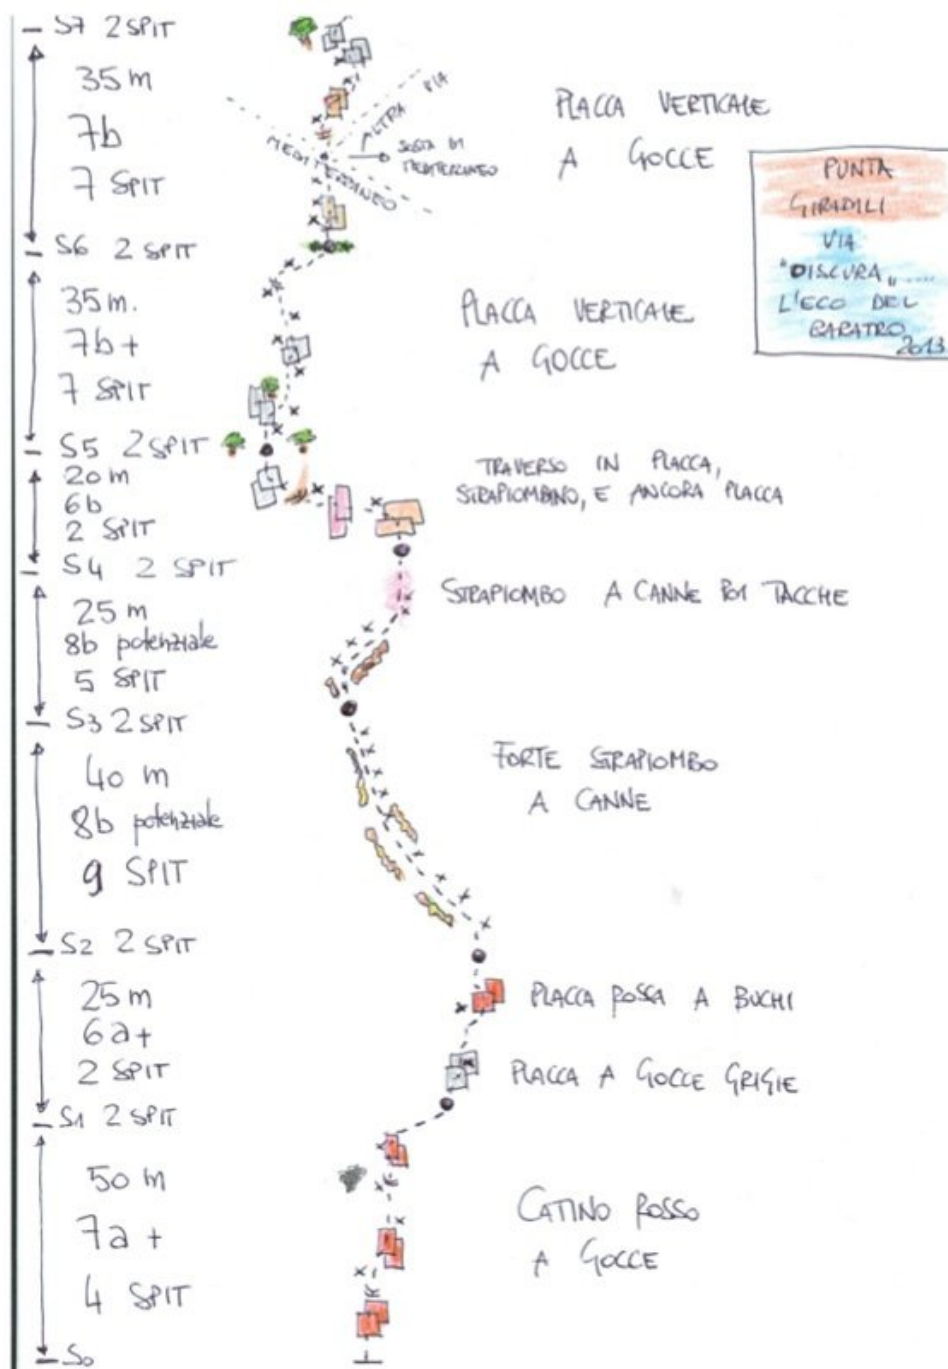 S7 2 SPIT
35 m
7b
7 SPIT
PLACCA VERTICALE
A GOCCE
ALTRA VIA
MEDITERRANEO
SOSTA IN
MEDITERRANEO
PUNTA
GIRADILI
VIA
"OISCURA"....
L'ECO DEL
BARATRO
2013
S6 2 SPIT
35 m.
7b+
7 SPIT
PLACCA VERTICALE
A GOCCE
S5 2 SPIT
20 m
6b
2 SPIT
TRAVERSO IN PLACCA,
STRAPIOMBINO, E ANCORA PLACCA
S4 2 SPIT
25 m
8b potenziale
5 SPIT
STRAPIOMBO A CANNE POI TACCHE
S3 2 SPIT
40 m
8b potenziale
9 SPIT
FORTE STRAPIOMBO
A CANNE
S2 2 SPIT
25 m
6a+
2 SPIT
PLACCA ROSSA A BUCHI
PLACCA A GOCCE GRIGIE
S1 2 SPIT
50 m
7a+
4 SPIT
CATINO ROSSO
A GOCCE
S0